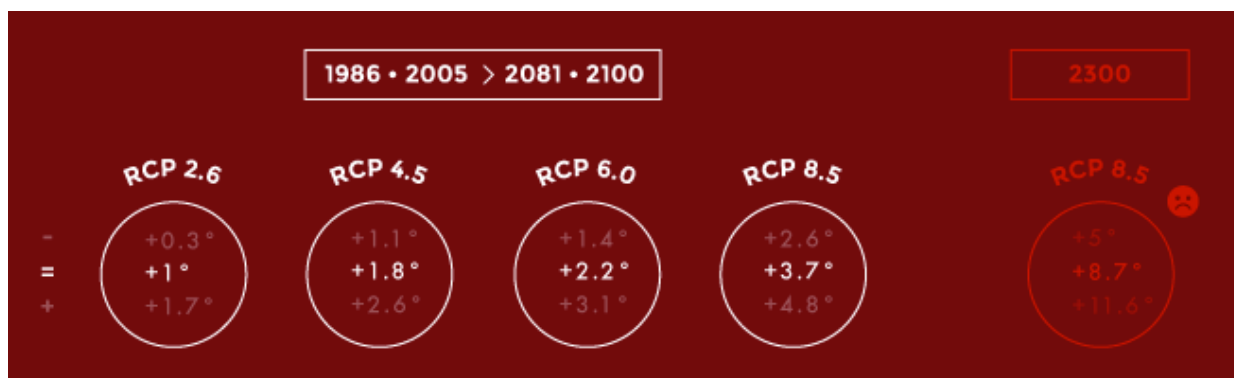 1986 • 2005 > 2081 • 2100
2300
RCP 2.6
RCP 4.5
RCP 6.0
RCP 8.5
RCP 8.5
- +0.3° +1.1° +1.4° +2.6° +5°
= +1° +1.8° +2.2° +3.7° +8.7°
+ +1.7° +2.6° +3.1° +4.8° +11.6°